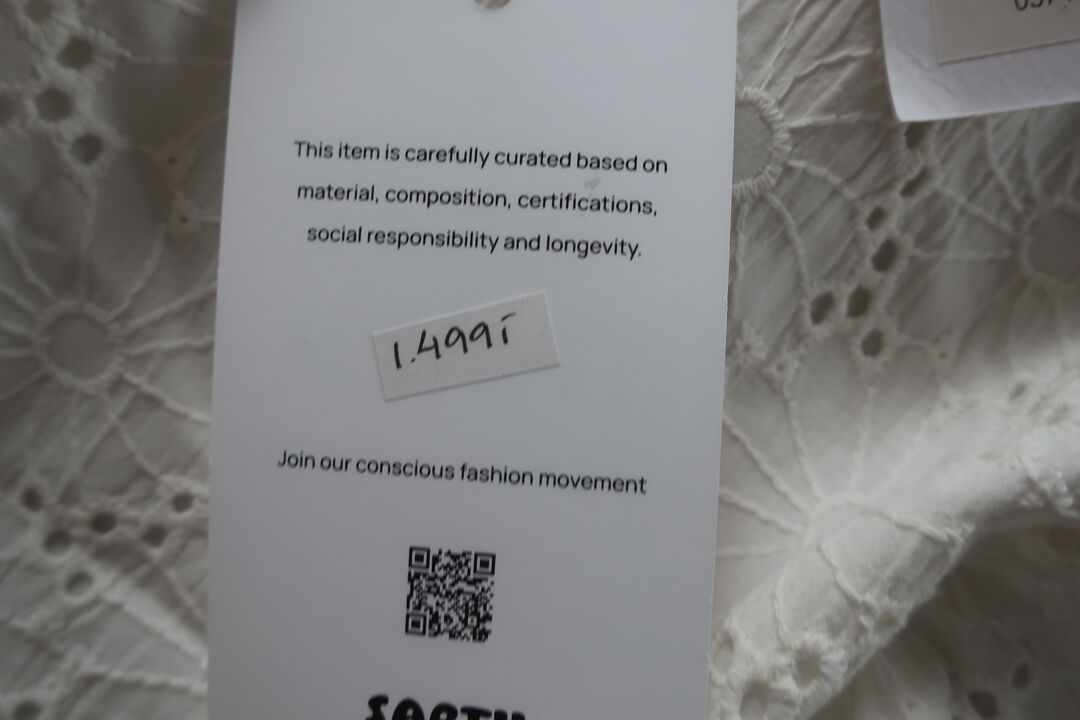 This item is carefully curated based on
material, composition, certifications,
social responsibility and longevity.
1.499
Join our conscious fashion movement